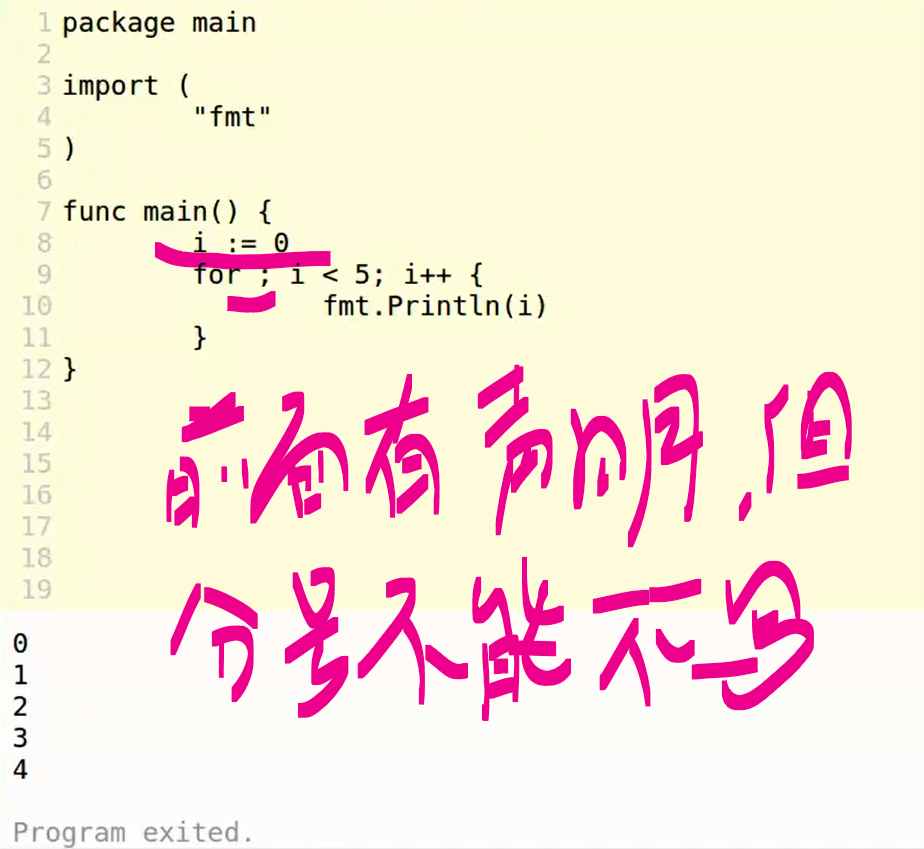 1 package main
2
3 import (
4 "fmt"
5 )
6
7 func main() {
8 i := 0
9 for ; i < 5; i++ {
10 fmt.Println(i)
11 }
12 }
13
14
15
16
17
18
19
前面有声明,但
分号不能不写
0
1
2
3
4
Program exited.